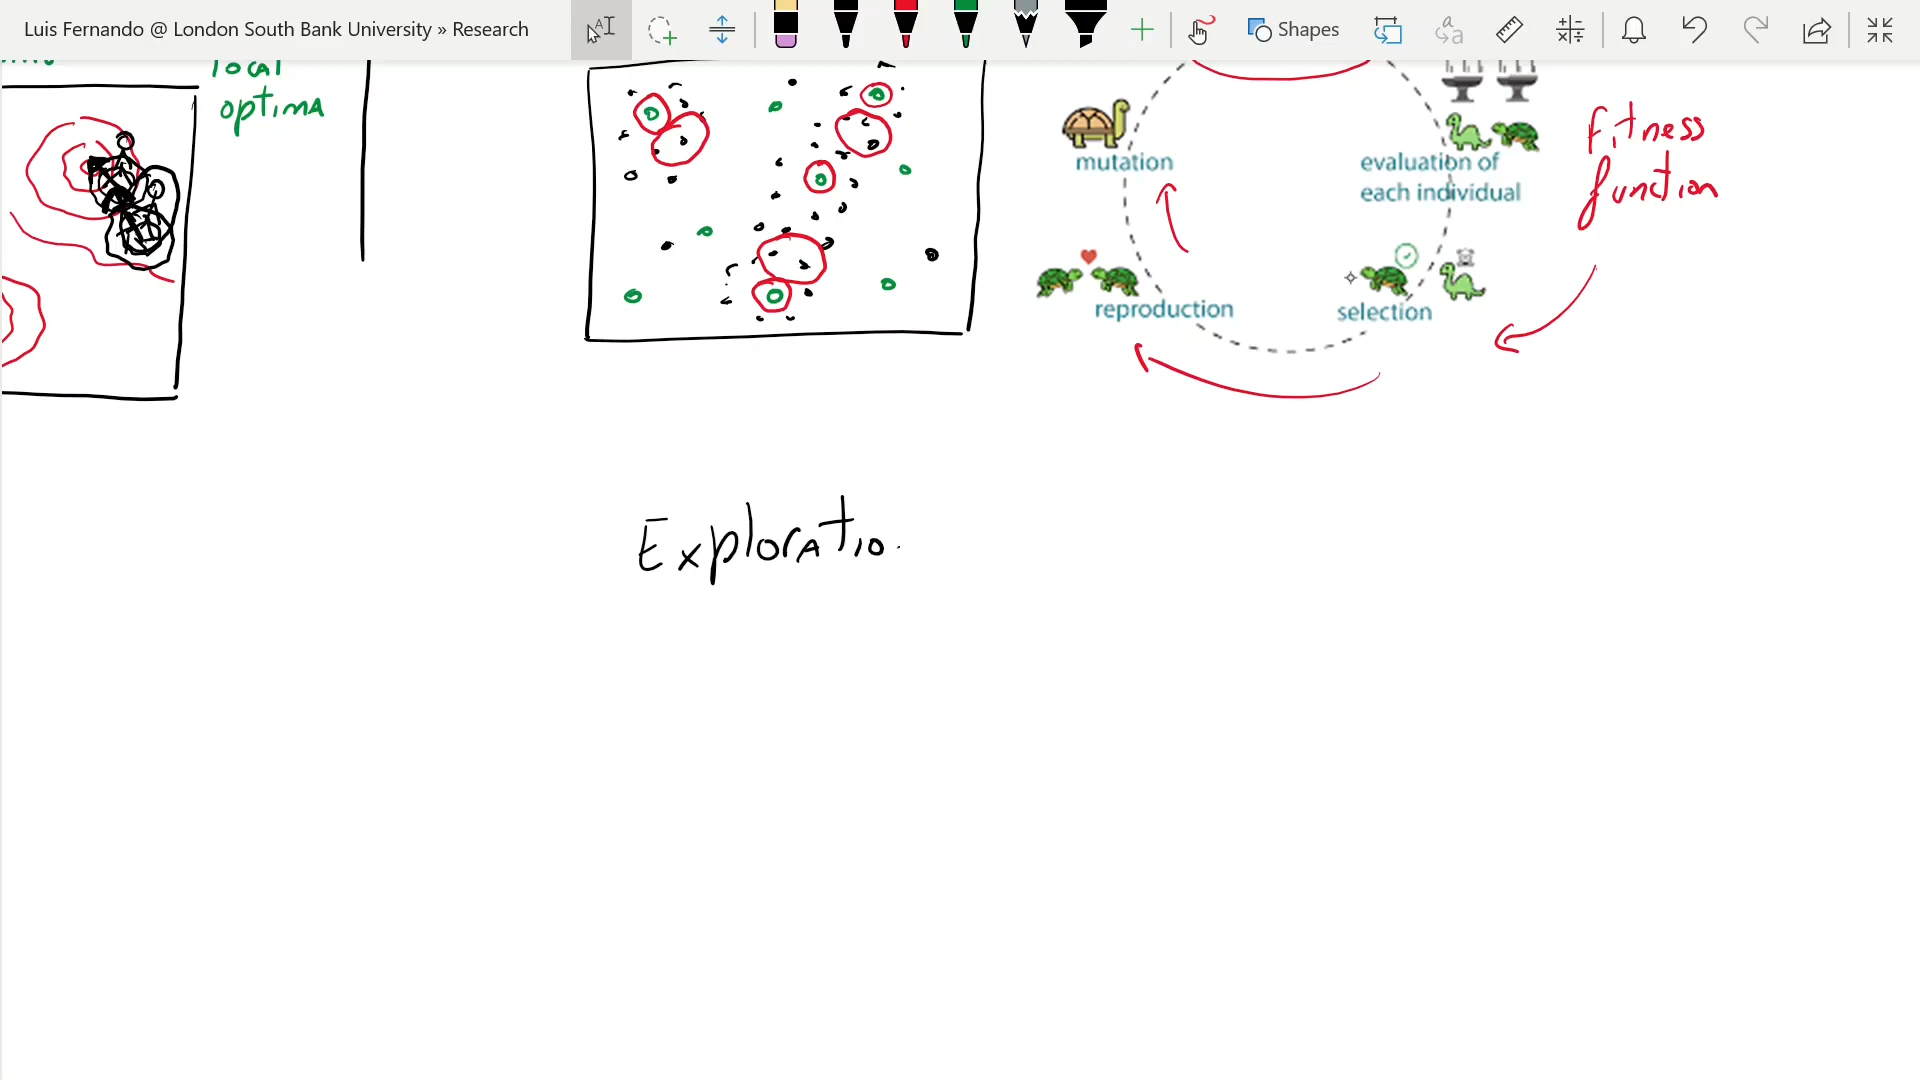 Luis Fernando @ London South Bank University » Research
Shapes
local
optima
mutation
evaluation of
each individual
fitness
function
reproduction
selection
Exploratio